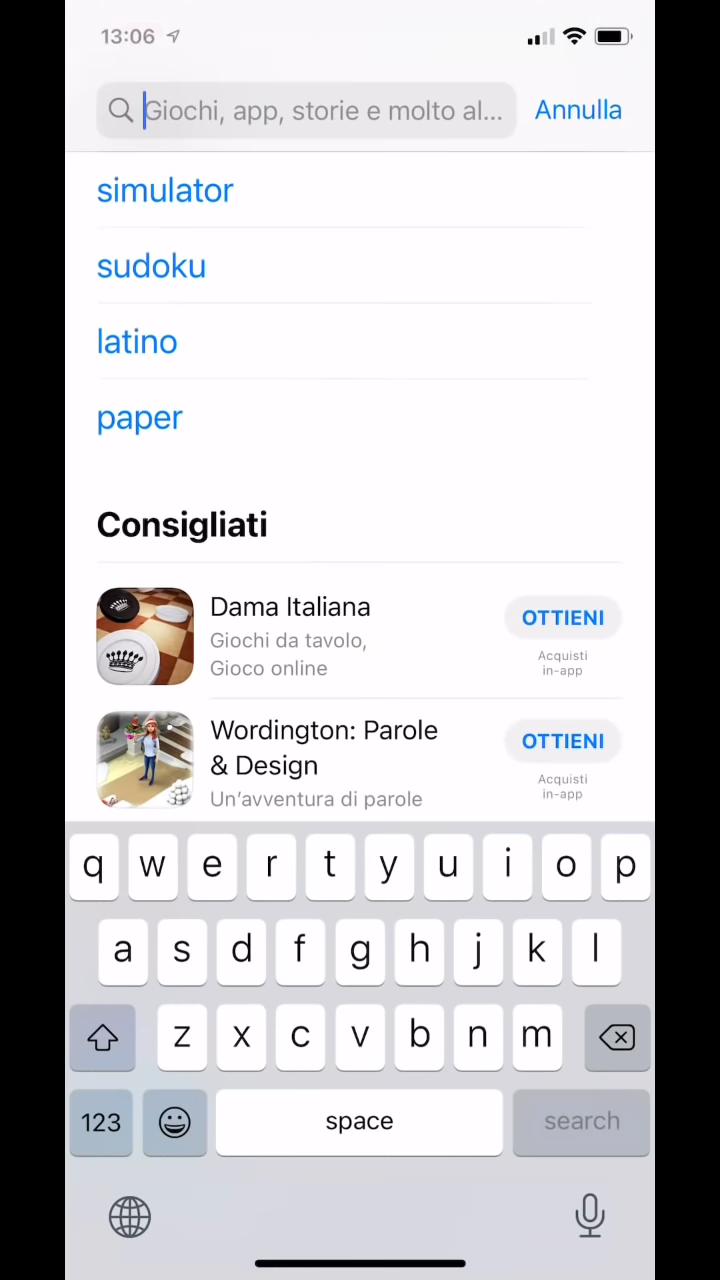 13:06
Giochi, app, storie e molto al...
Annulla
simulator
sudoku
latino
paper
Consigliati
Dama Italiana
Giochi da tavolo,
Gioco online
OTTIENI
Acquisti
in-app
Wordington: Parole
& Design
Un'avventura di parole
OTTIENI
Acquisti
in-app
q w e r t y u i o p
a s d f g h j k l
z x c v b n m
123 space search